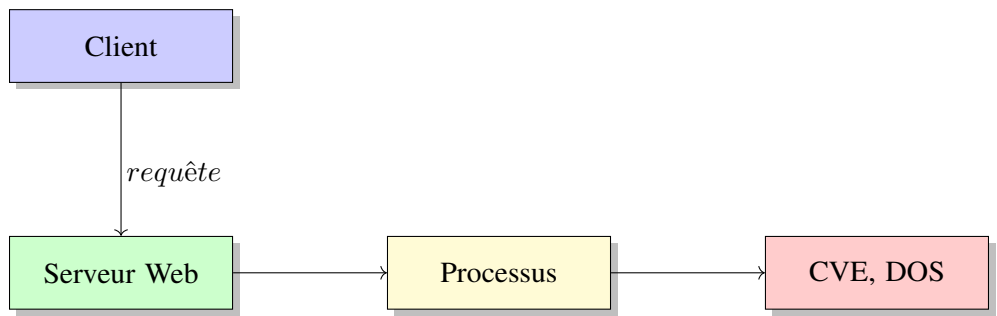 Client
requête
Serveur Web
Processus
CVE, DOS